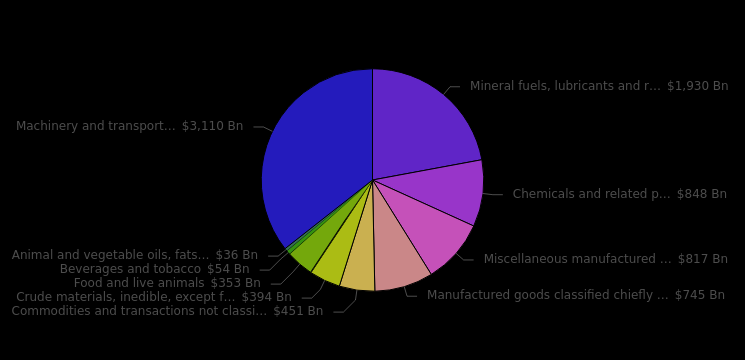 Mineral fuels, lubricants and r… $1,930 Bn
Machinery and transport… $3,110 Bn
Chemicals and related p… $848 Bn
Animal and vegetable oils, fats… $36 Bn
Miscellaneous manufactured … $817 Bn
Beverages and tobacco $54 Bn
Food and live animals $353 Bn
Crude materials, inedible, except f… $394 Bn
Manufactured goods classified chiefly … $745 Bn
Commodities and transactions not classi… $451 Bn